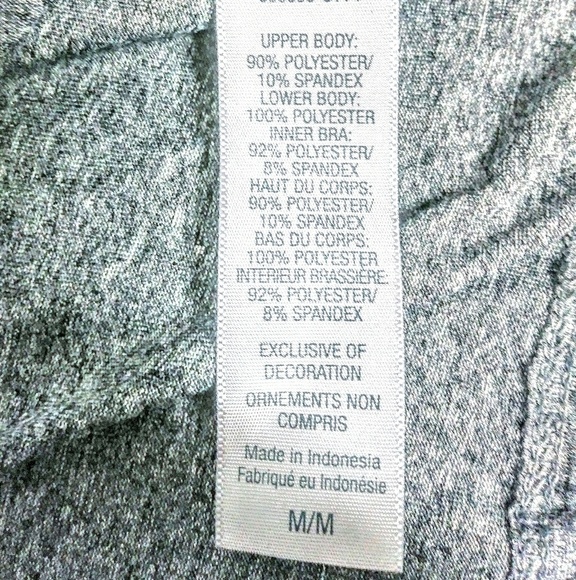 UPPER BODY:
90% POLYESTER/
10% SPANDEX
LOWER BODY:
100% POLYESTER
INNER BRA:
92% POLYESTER/
8% SPANDEX
HAUT DU CORPS:
90% POLYESTER/
10% SPANDEX
BAS DU CORPS:
100% POLYESTER
INTERIEUR BRASSIÈRE:
92% POLYESTER/
8% SPANDEX
EXCLUSIVE OF
DECORATION
ORNEMENTS NON
COMPRIS
Made in Indonesia
Fabriqué eu Indonésie
M/M